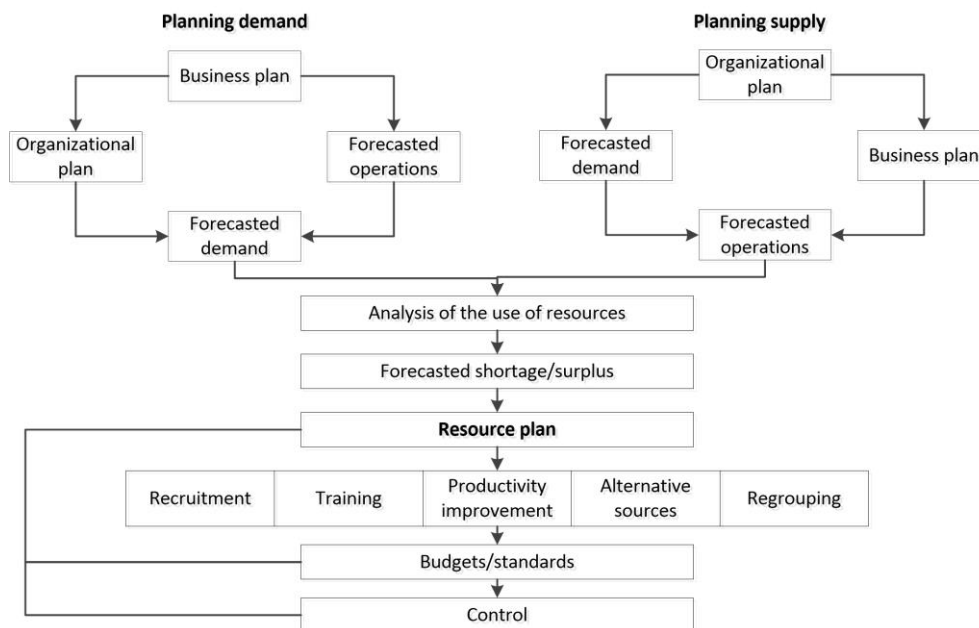 Planning demand
Planning supply
Business plan
Organizational
plan
Forecasted
operations
Forecasted
demand
Organizational
plan
Forecasted
demand
Business plan
Forecasted
operations
Analysis of the use of resources
Forecasted shortage/surplus
Resource plan
Recruitment
Training
Productivity
improvement
Alternative
sources
Regrouping
Budgets/standards
Control